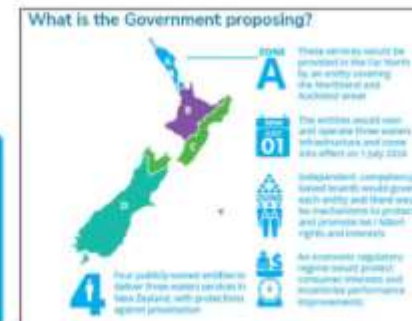 What is the Government proposing?
ZONE
A
These services would be
provided in the Far North
by an entity covering
the Northland and
Auckland areas
A
B
C
D
01
The entities would own
and operate three waters
infrastructure and come
into effect on 1 July 2024
Independent, competency
based boards would govern
each entity and there would
be mechanisms to protect
and promote iwi / Māori
rights and interests
$
An economic regulatory
regime would protect
consumer interests and
incentivise performance
improvements
4
Four publicly-owned entities to
deliver three waters services in
New Zealand, with protections
against privatisation